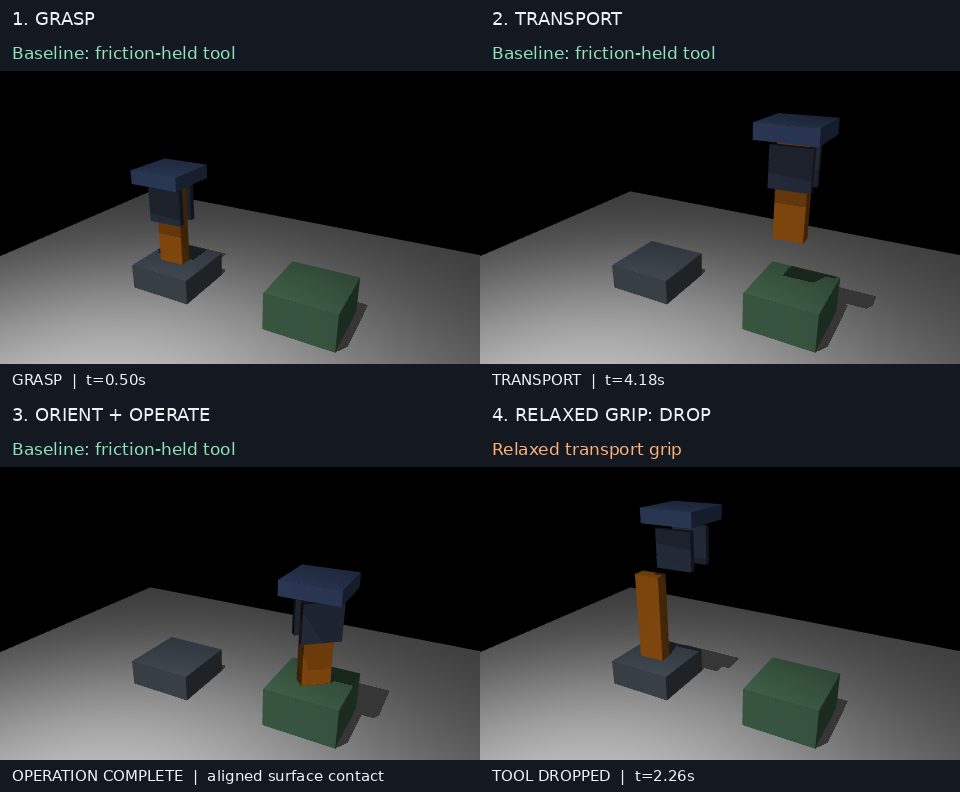 1. GRASP
Baseline: friction-held tool
GRASP | t=0.50s
2. TRANSPORT
Baseline: friction-held tool
TRANSPORT | t=4.18s
3. ORIENT + OPERATE
Baseline: friction-held tool
OPERATION COMPLETE | aligned surface contact
4. RELAXED GRIP: DROP
Relaxed transport grip
TOOL DROPPED | t=2.26s